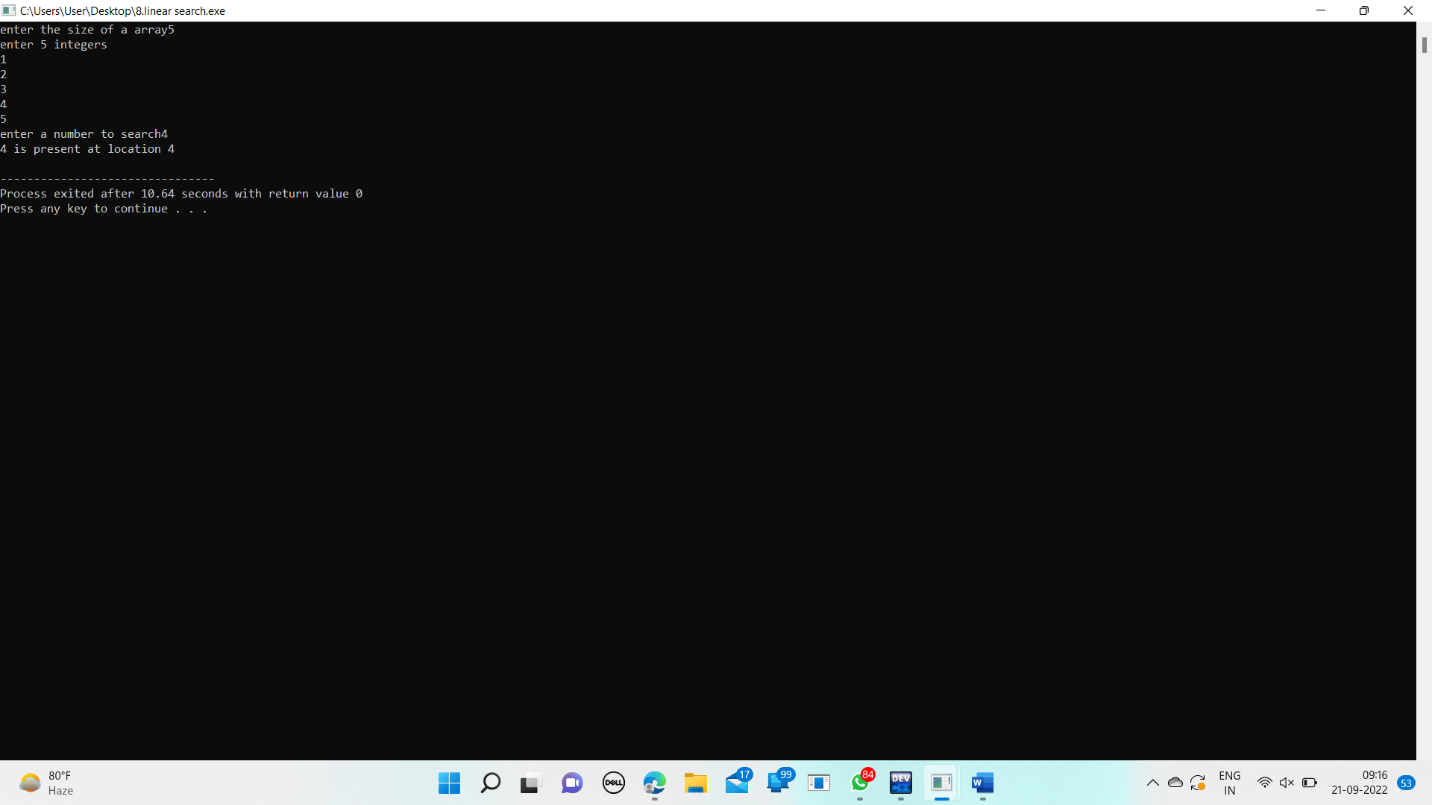 C:\Users\User\Desktop\8.linear search.exe
enter the size of a array5
enter 5 integers
1
2
3
4
5
enter a number to search4
4 is present at location 4
--------------------------------
Process exited after 10.64 seconds with return value 0
Press any key to continue . . .
80°F
Haze
DELL
17
99
84
DEV
W
ENG
IN
09:16
21-09-2022
53